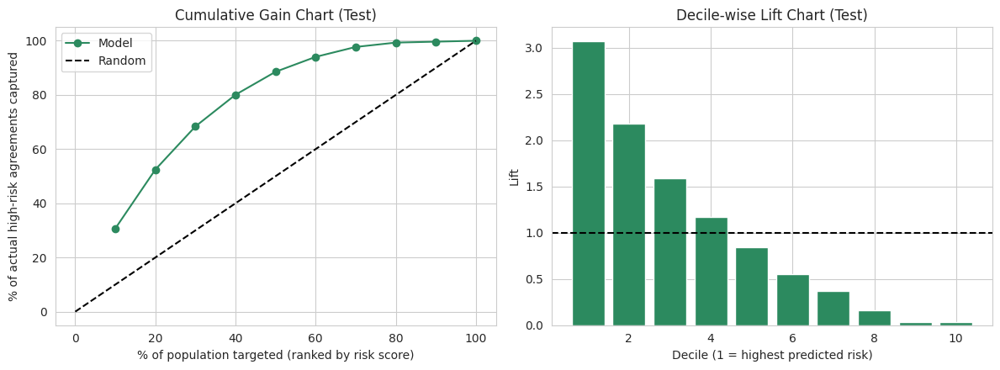 Cumulative Gain Chart (Test)
% of actual high-risk agreements captured
100
80
60
40
20
0
Model
Random
0 20 40 60 80 100
% of population targeted (ranked by risk score)
Decile-wise Lift Chart (Test)
Lift
3.0
2.5
2.0
1.5
1.0
0.5
0.0
2 4 6 8 10
Decile (1 = highest predicted risk)